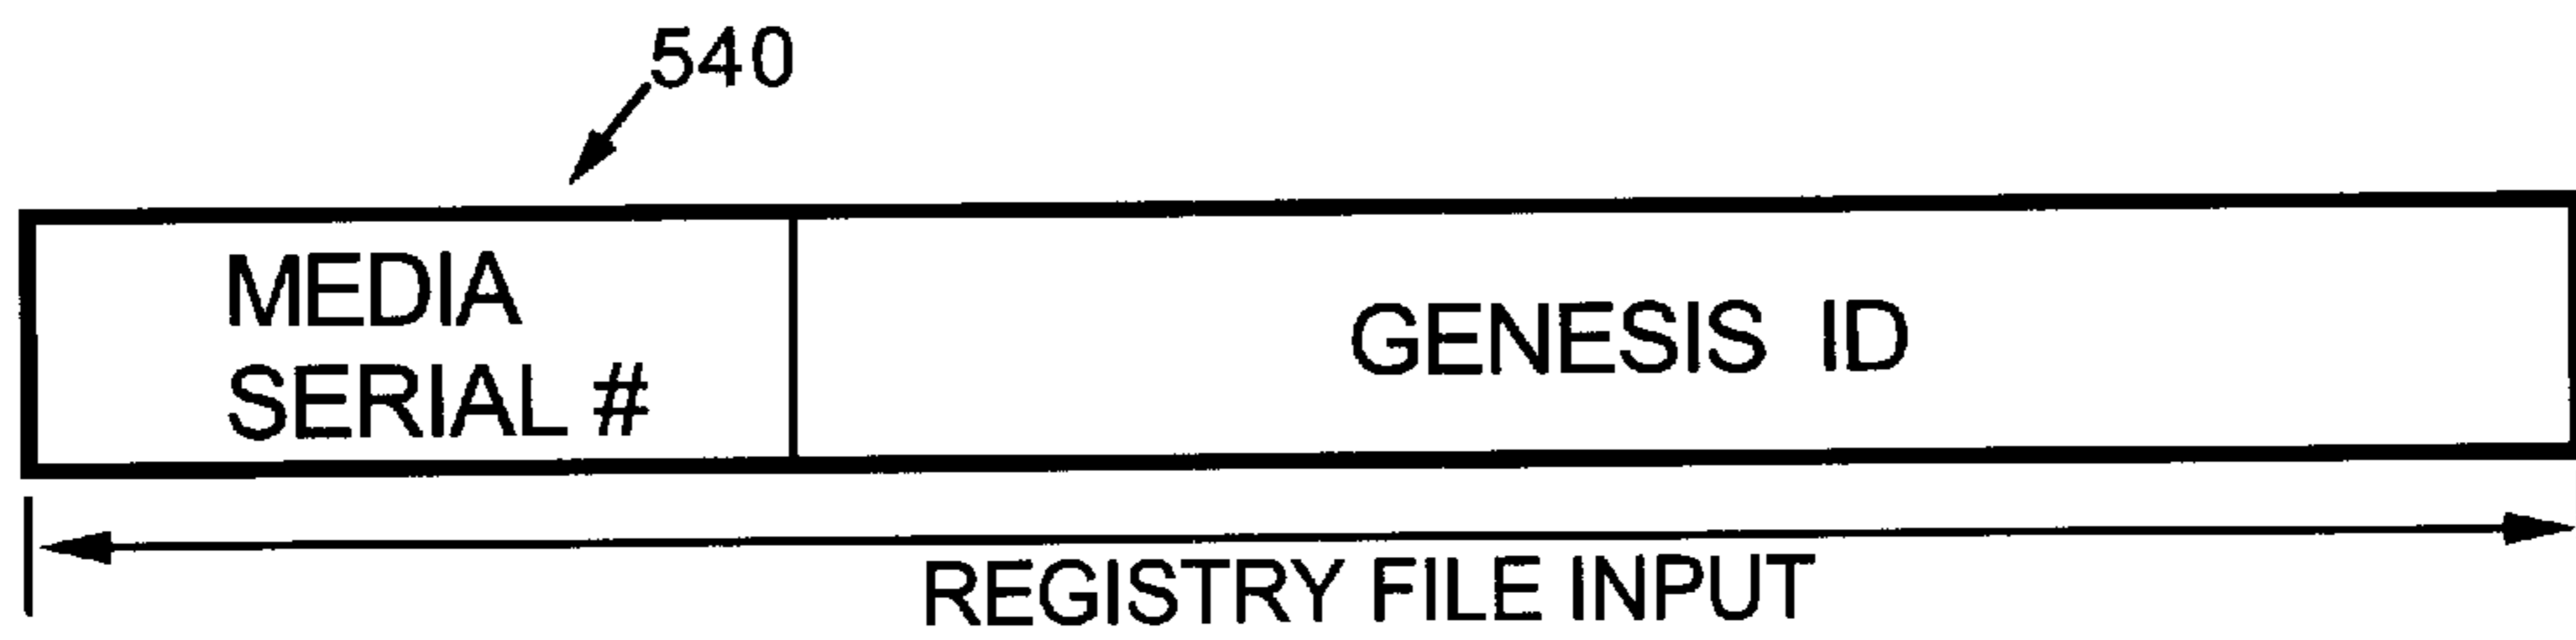 540
MEDIA
SERIAL #
GENESIS ID
REGISTRY FILE INPUT